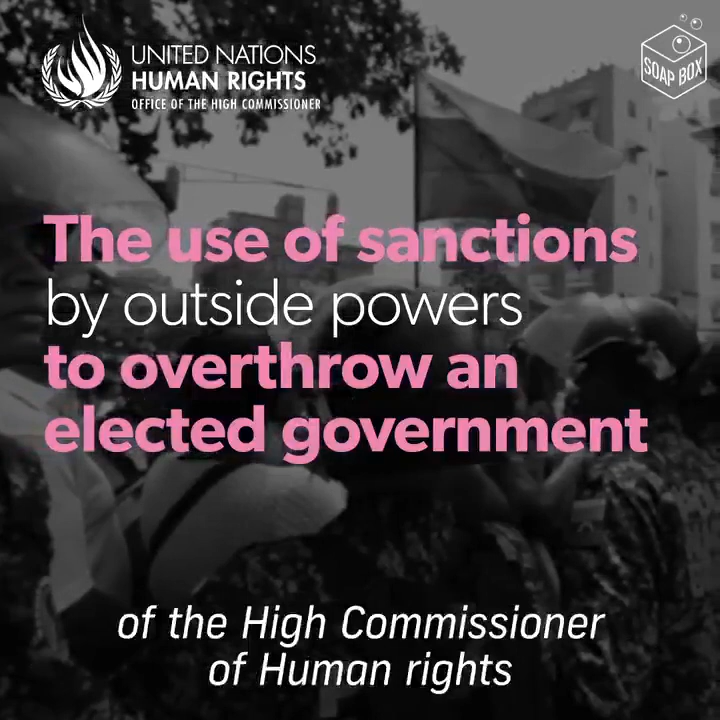 UNITED NATIONS
HUMAN RIGHTS
OFFICE OF THE HIGH COMMISSIONER
SOAP BOX
The use of sanctions
by outside powers
to overthrow an
elected government
of the High Commissioner
of Human rights